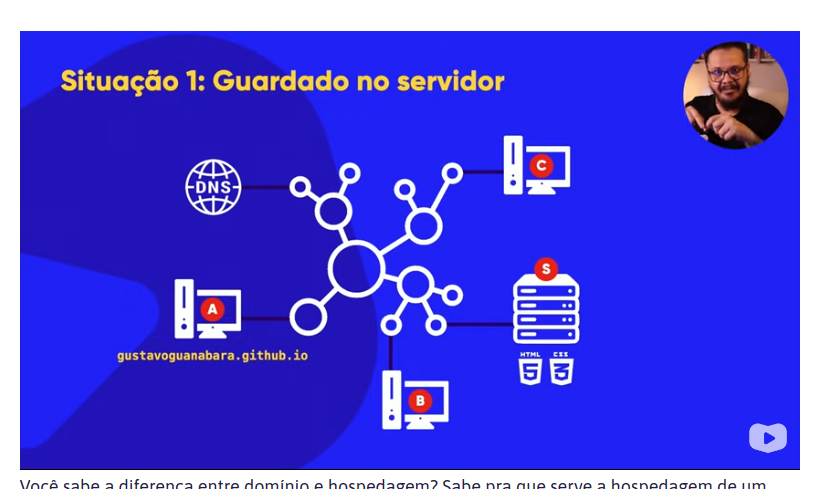 Situação 1: Guardado no servidor
C
DNS
S
A
HTML CSS
5 3
gustavoguanabara.github.io
B
Você sabe a diferença entre domínio e hospedagem? Sabe pra que serve a hospedagem de um